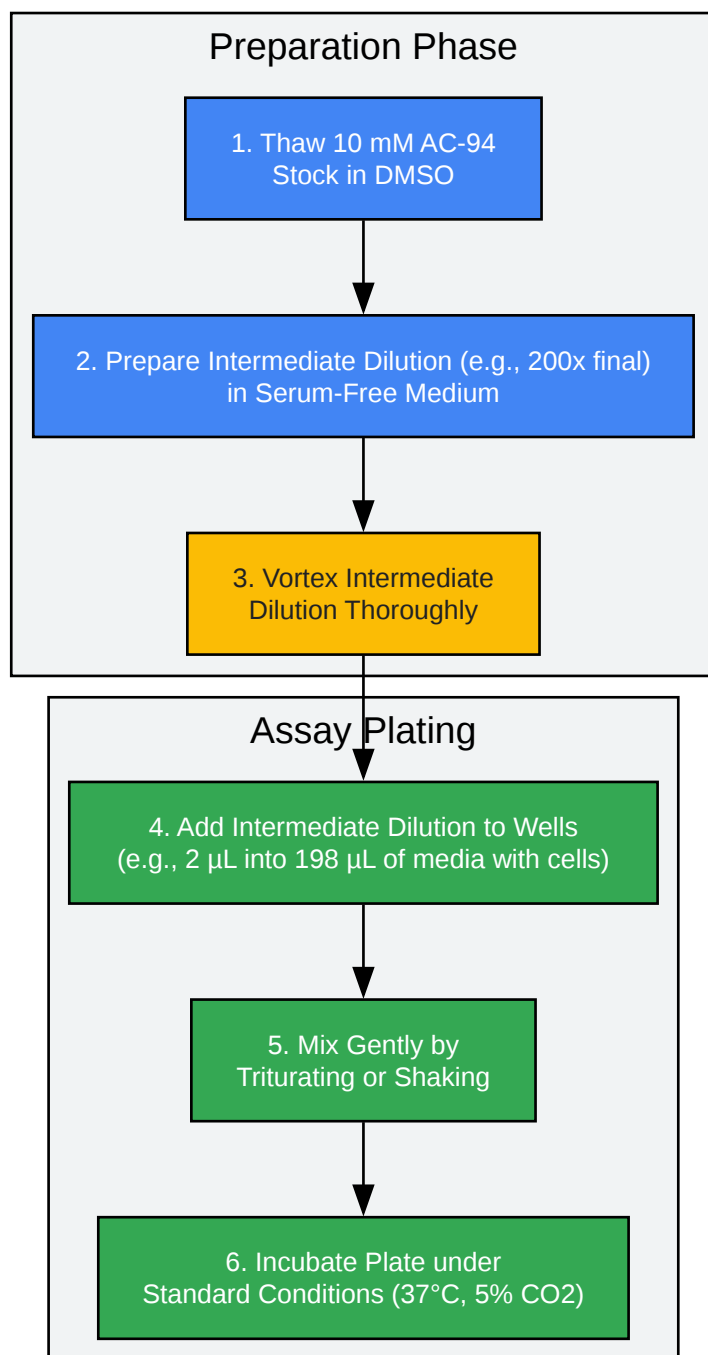 Preparation Phase
1. Thaw 10 mM AC-94
Stock in DMSO
2. Prepare Intermediate Dilution (e.g., 200x final)
in Serum-Free Medium
3. Vortex Intermediate
Dilution Thoroughly
Assay Plating
4. Add Intermediate Dilution to Wells
(e.g., 2 µL into 198 µL of media with cells)
5. Mix Gently by
Triturating or Shaking
6. Incubate Plate under
Standard Conditions (37°C, 5% CO2)